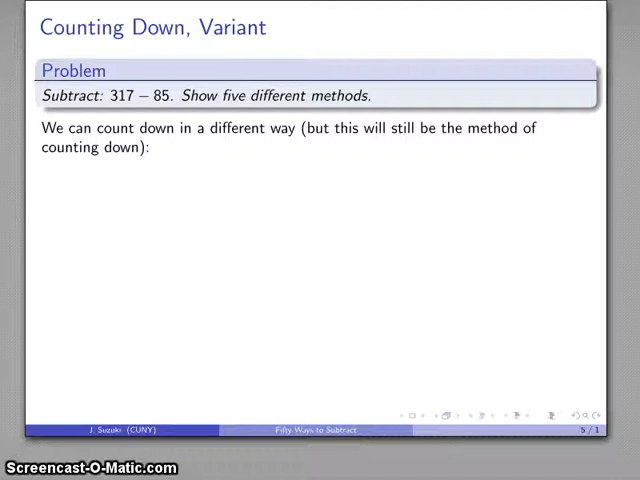 Counting Down, Variant
Problem
Subtract: 317 − 85. Show five different methods.
We can count down in a different way (but this will still be the method of
counting down):
J. Suzuki (CUNY) Fifty Ways to Subtract 5 / 1
Screencast-O-Matic.com